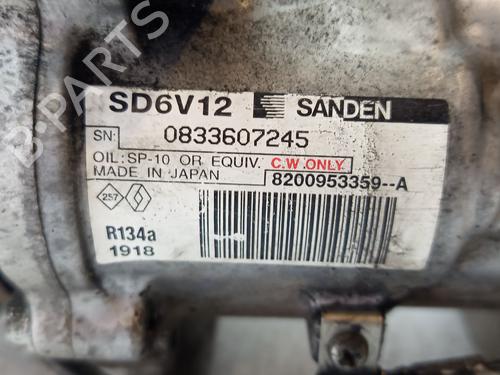 B-PARTS
SD6V12 SANDEN
SN: 0833607245
OIL: SP-10 OR EQUIV. C.W.ONLY
MADE IN JAPAN 8200953359--A
257
R134a
1918